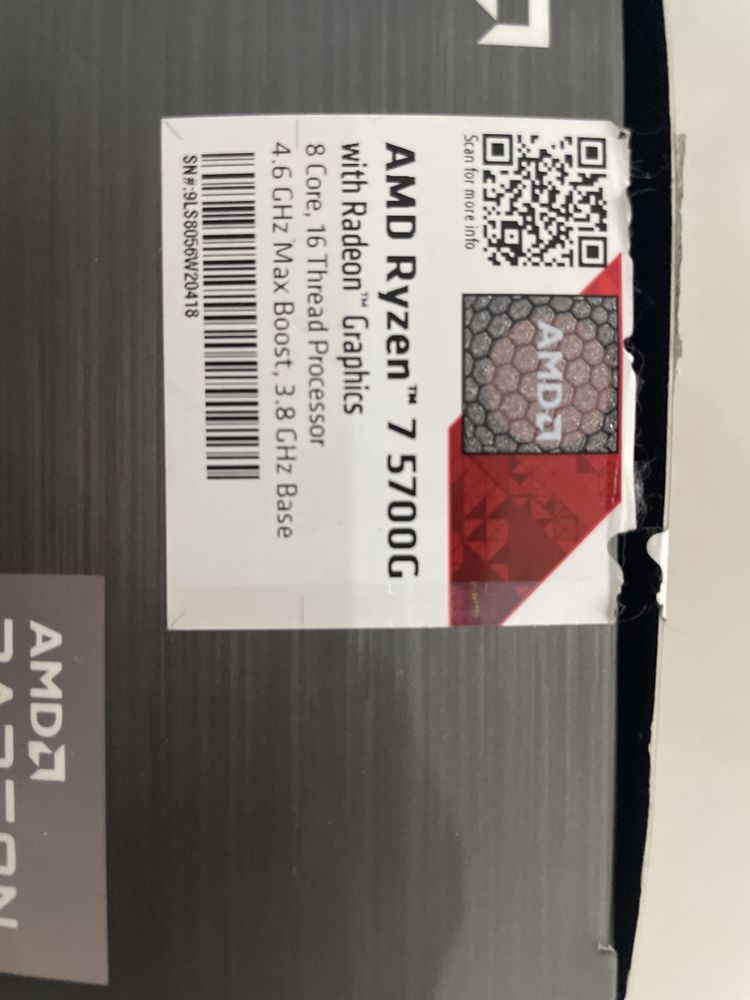 Scan for more info
AMD
AMD Ryzen™ 7 5700G
with Radeon™ Graphics
8 Core, 16 Thread Processor
4.6 GHz Max Boost, 3.8 GHz Base
SN#:9LS8056W20418
AMD
RADEON